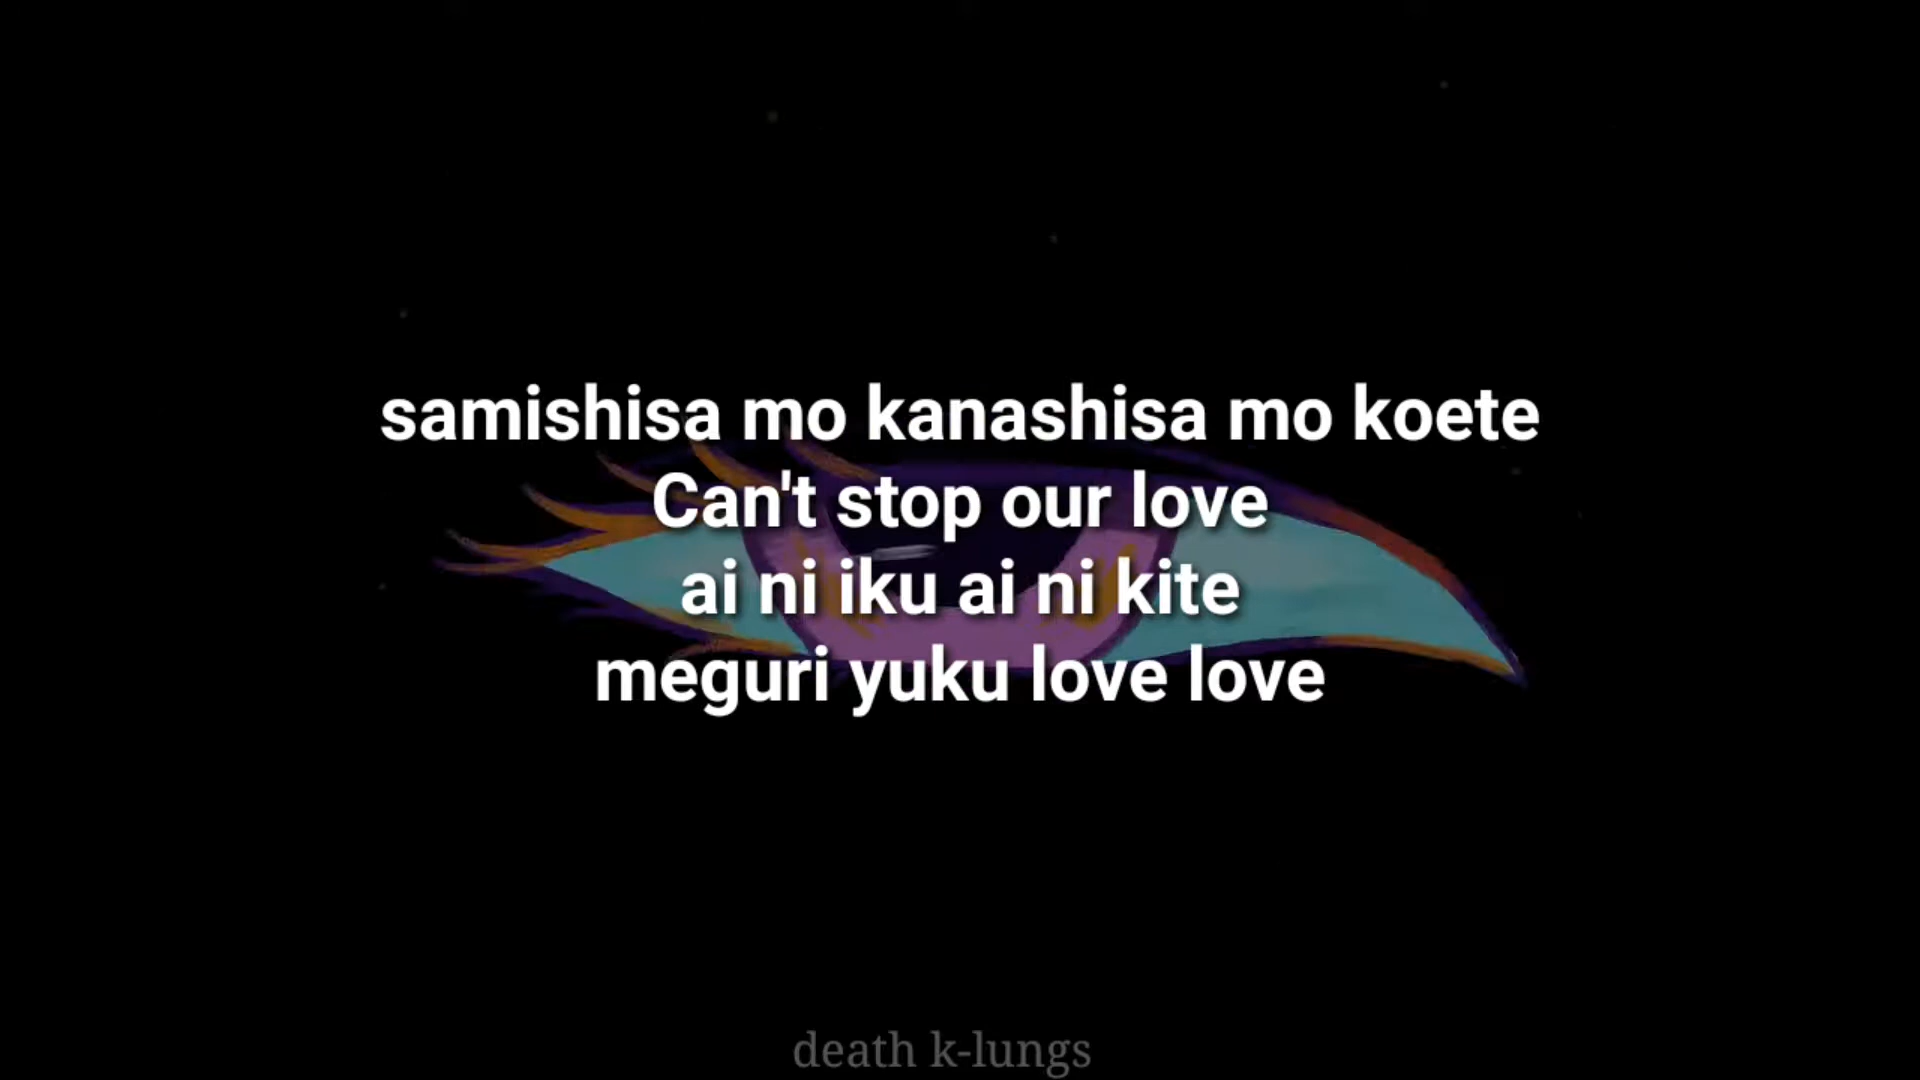 samishisa mo kanashisa mo koete
Can't stop our love
ai ni iku ai ni kite
meguri yuku love love
death k-lungs